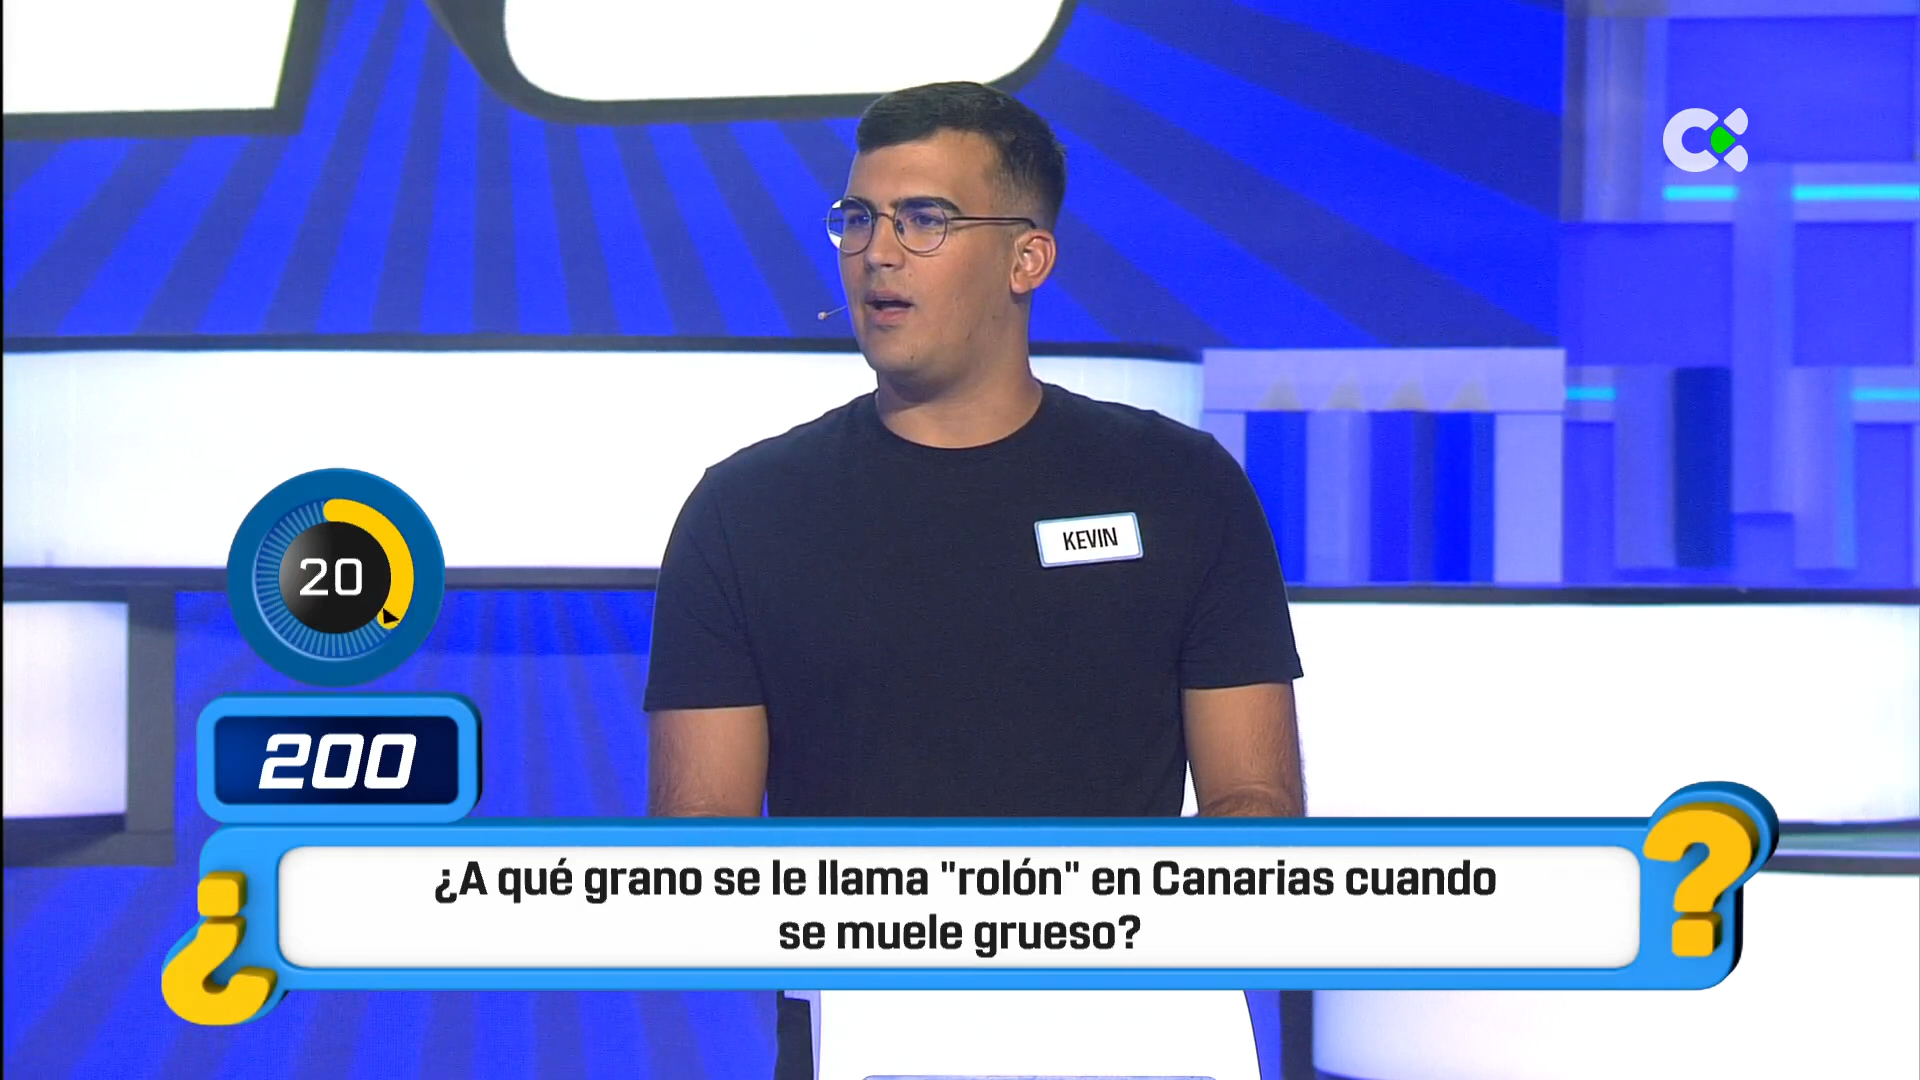 KEVIN
20
200
¿A qué grano se le llama "rolón" en Canarias cuando
se muele grueso?